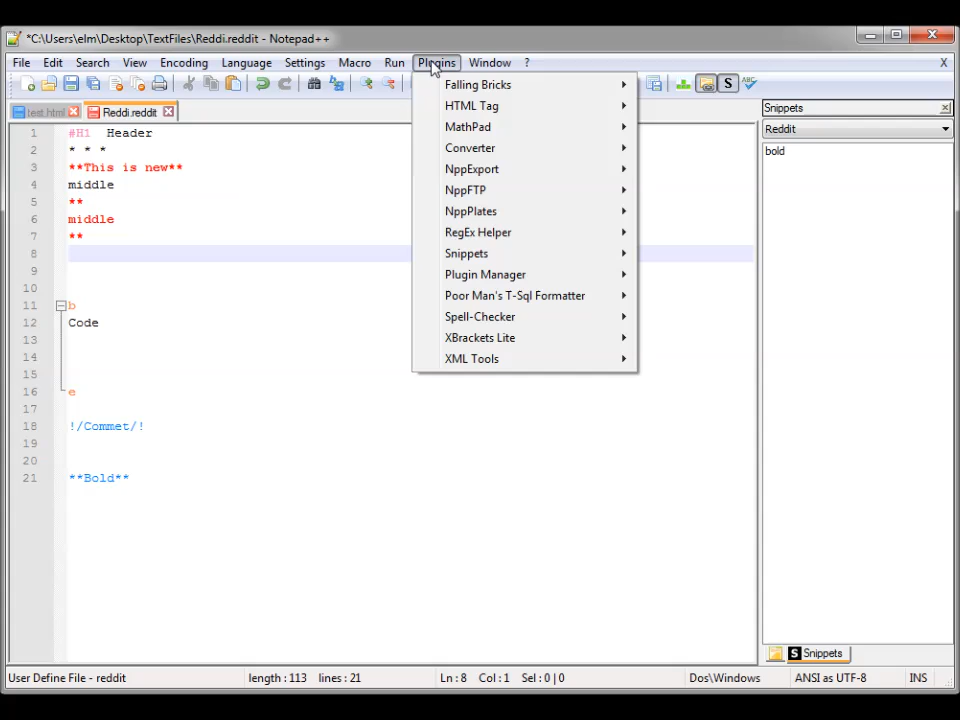 *C:\Users\elm\Desktop\TextFiles\Reddi.reddit - Notepad++
File Edit Search View Encoding Language Settings Macro Run Plugins Window ? X
S
test.html Reddi.reddit
1 #H1 Header
2 * * *
3 **This is new**
4 middle
5 **
6 middle
7 **
8
9
10
11 b
12 Code
13
14
15
16 e
17
18 !/Commet/!
19
20
21 **Bold**
Falling Bricks
HTML Tag
MathPad
Converter
NppExport
NppFTP
NppPlates
RegEx Helper
Snippets
Plugin Manager
Poor Man's T-Sql Formatter
Spell-Checker
XBrackets Lite
XML Tools
Snippets
Reddit
bold
S Snippets
User Define File - reddit length : 113 lines : 21 Ln : 8 Col : 1 Sel : 0 | 0 Dos\Windows ANSI as UTF-8 INS